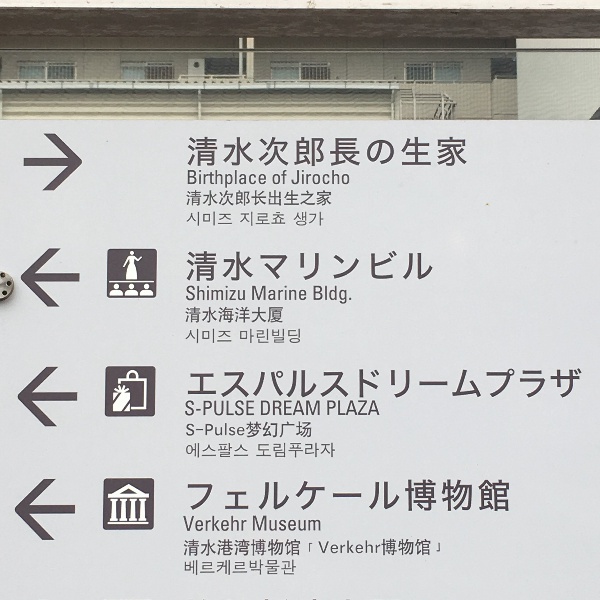 清水次郎長の生家
Birthplace of Jirocho
清水次郎长出生之家
시미즈 지로쵸 생가
清水マリンビル
Shimizu Marine Bldg.
清水海洋大厦
시미즈 마린빌딩
エスパルスドリームプラザ
S-PULSE DREAM PLAZA
S-Pulse梦幻广场
에스팔스 도림푸라자
フェルケール博物館
Verkehr Museum
清水港湾博物馆「Verkehr博物馆」
베르케르박물관